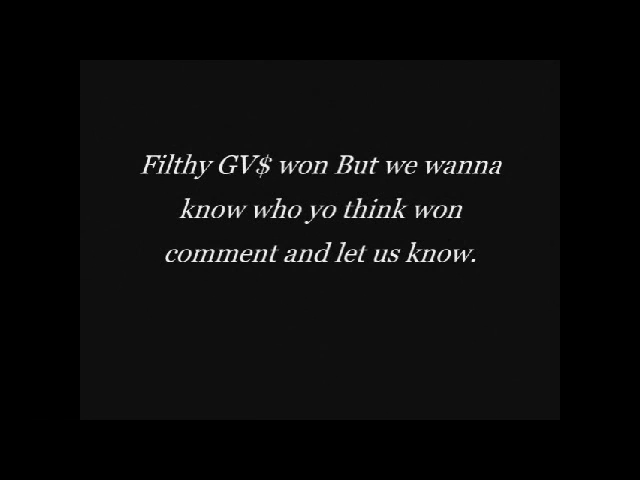 Filthy GV$ won But we wanna
know who yo think won
comment and let us know.